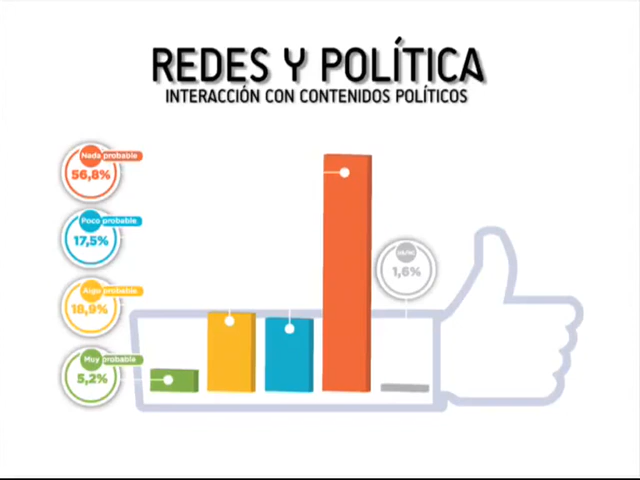 REDES Y POLÍTICA
INTERACCIÓN CON CONTENIDOS POLÍTICOS
Nada probable
56,8%
Poco probable
17,5%
Algo probable
18,9%
Muy probable
5,2%
1,6%